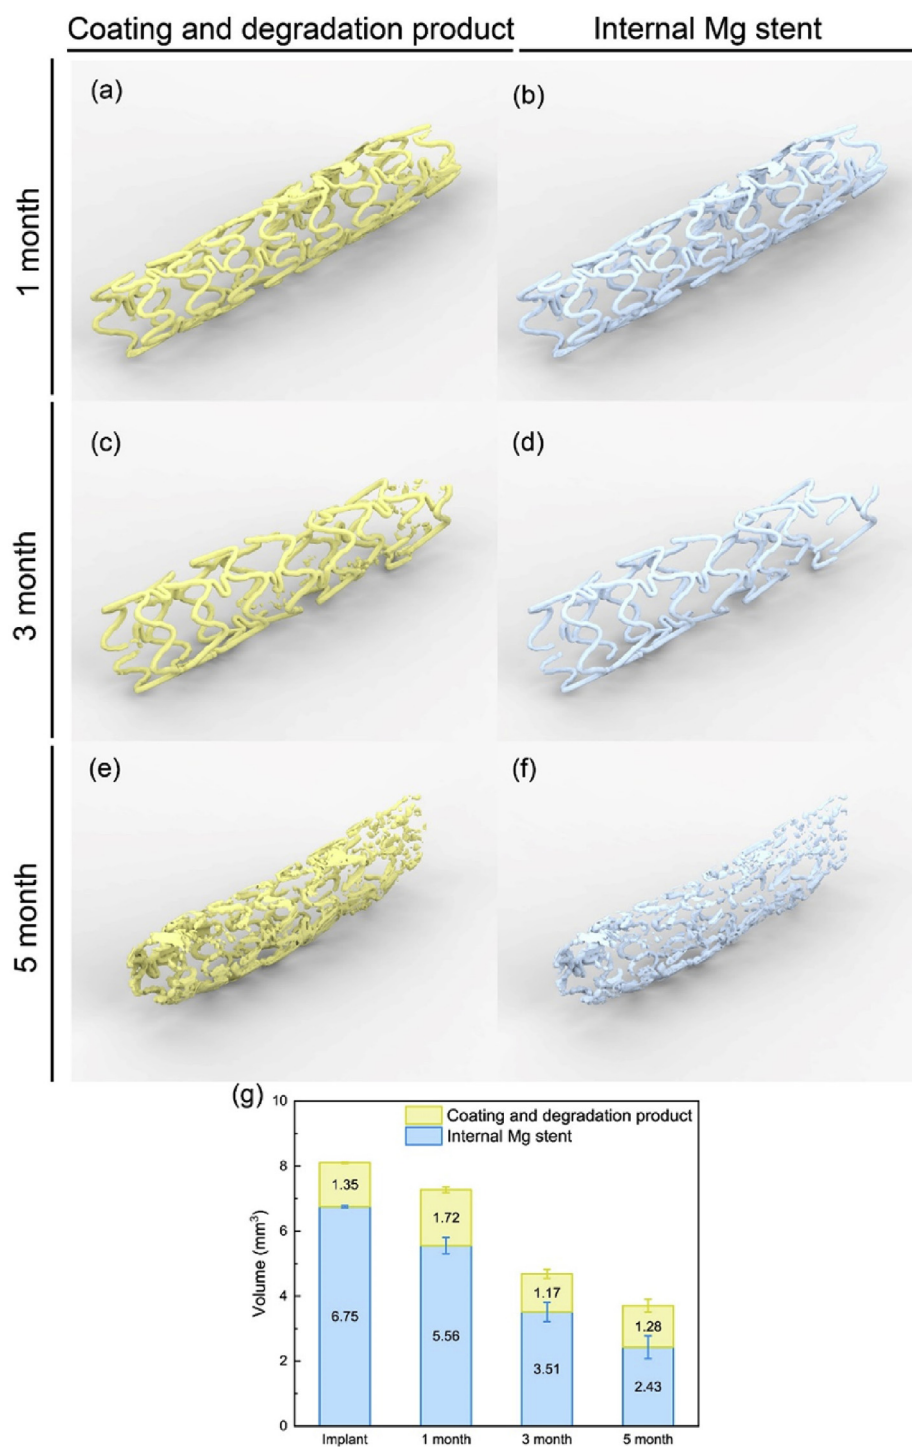 Coating and degradation product
Internal Mg stent
1 month
(a)
(b)
3 month
(c)
(d)
5 month
(e)
(f)
(g)
Volume (mm³)
10
8
6
4
2
0
Coating and degradation product
Internal Mg stent
1.35
6.75
1.72
5.56
1.17
3.51
1.28
2.43
Implant
1 month
3 month
5 month